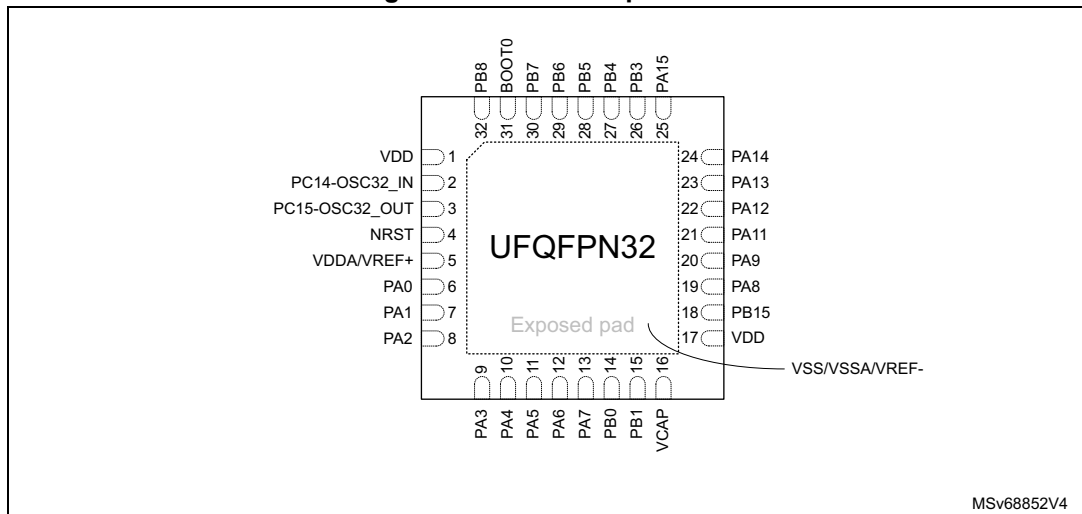 PB8
BOOT0
PB7
PB6
PB5
PB4
PB3
PA15
32
31
30
29
28
27
26
25
VDD 1
PC14-OSC32_IN 2
PC15-OSC32_OUT 3
NRST 4
VDDA/VREF+ 5
PA0 6
PA1 7
PA2 8
UFQFPN32
Exposed pad
24 PA14
23 PA13
22 PA12
21 PA11
20 PA9
19 PA8
18 PB15
17 VDD
VSS/VSSA/VREF-
9
10
11
12
13
14
15
16
PA3
PA4
PA5
PA6
PA7
PB0
PB1
VCAP
MSv68852V4